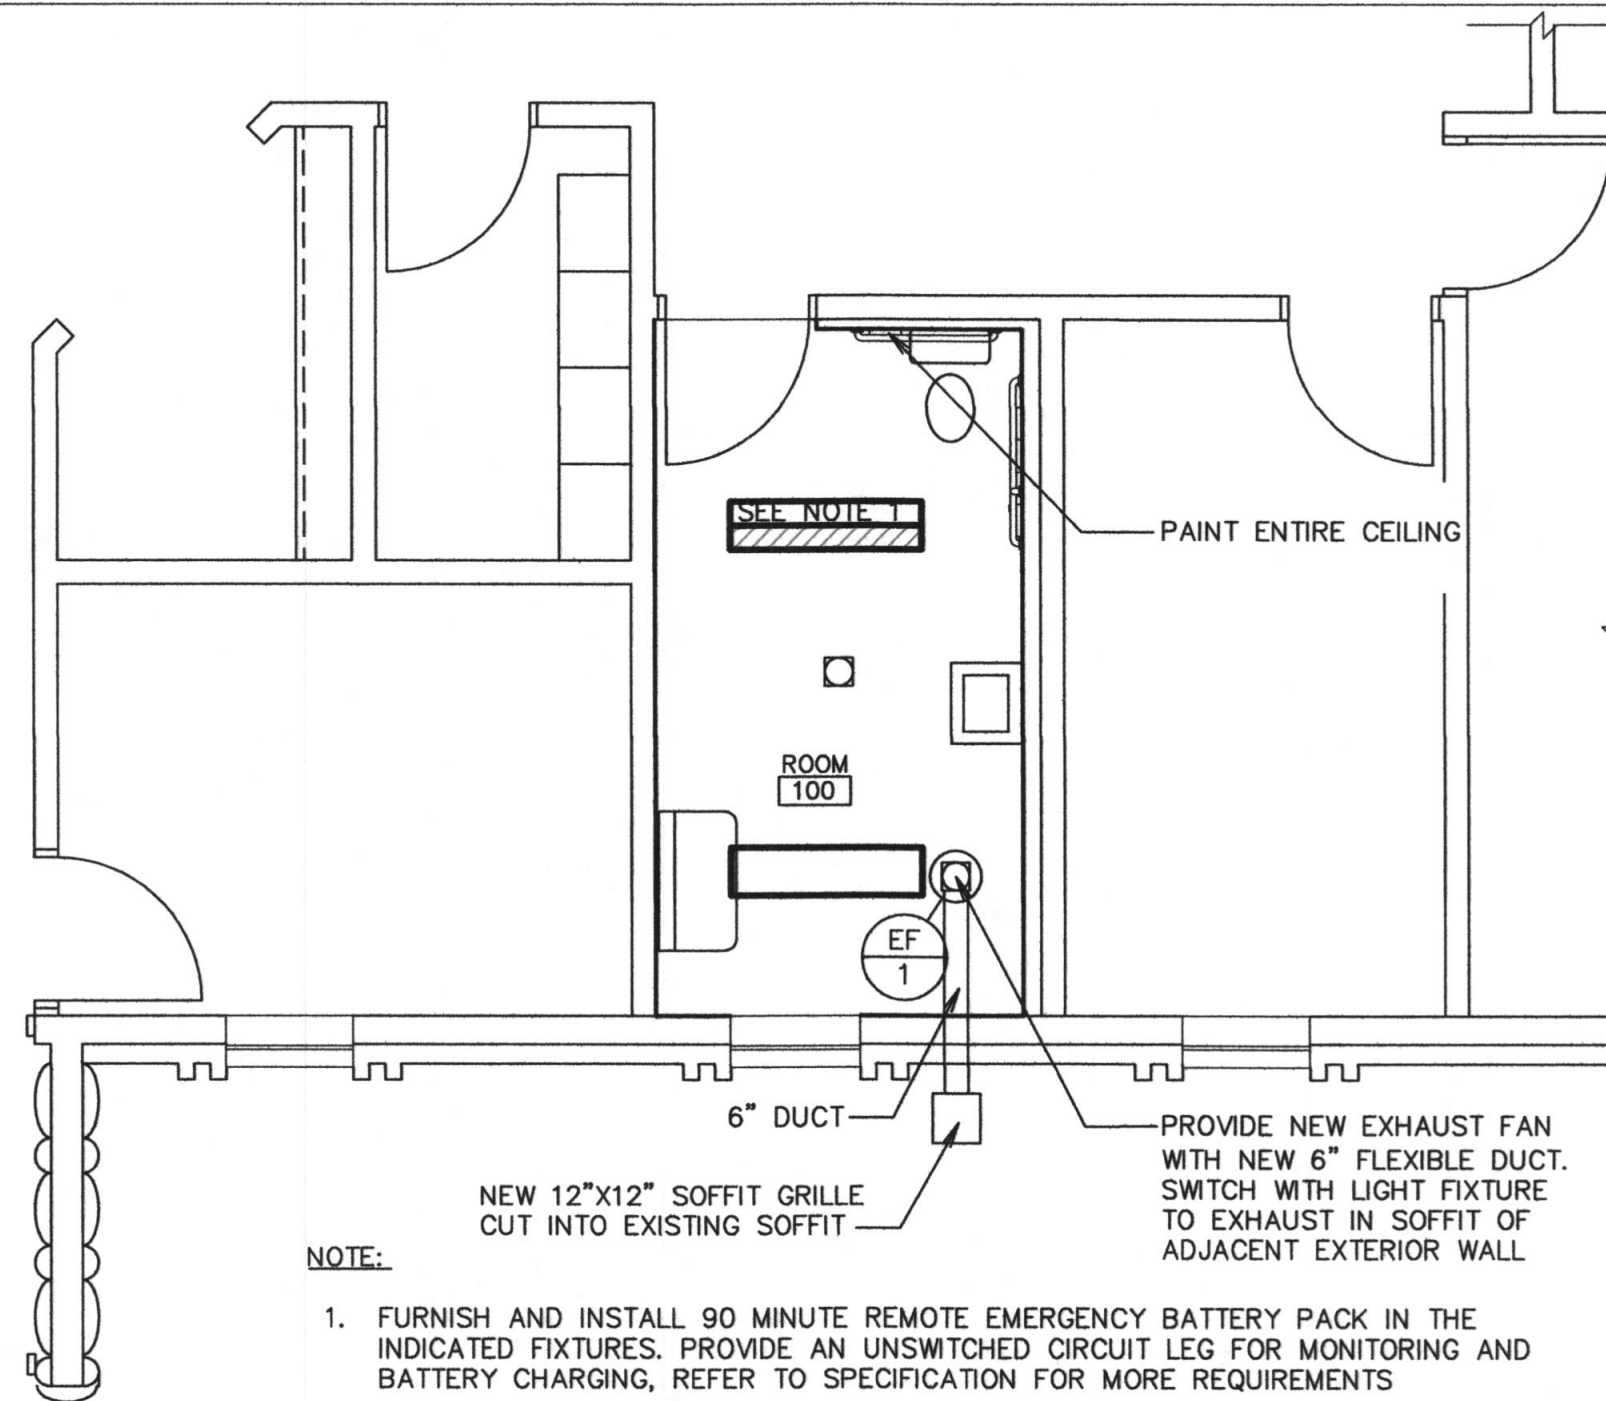 SEE NOTE 1
PAINT ENTIRE CEILING
ROOM
100
EF
1
6" DUCT
PROVIDE NEW EXHAUST FAN
WITH NEW 6" FLEXIBLE DUCT.
SWITCH WITH LIGHT FIXTURE
TO EXHAUST IN SOFFIT OF
ADJACENT EXTERIOR WALL
NEW 12"X12" SOFFIT GRILLE
CUT INTO EXISTING SOFFIT
NOTE:
1. FURNISH AND INSTALL 90 MINUTE REMOTE EMERGENCY BATTERY PACK IN THE
INDICATED FIXTURES. PROVIDE AN UNSWITCHED CIRCUIT LEG FOR MONITORING AND
BATTERY CHARGING, REFER TO SPECIFICATION FOR MORE REQUIREMENTS